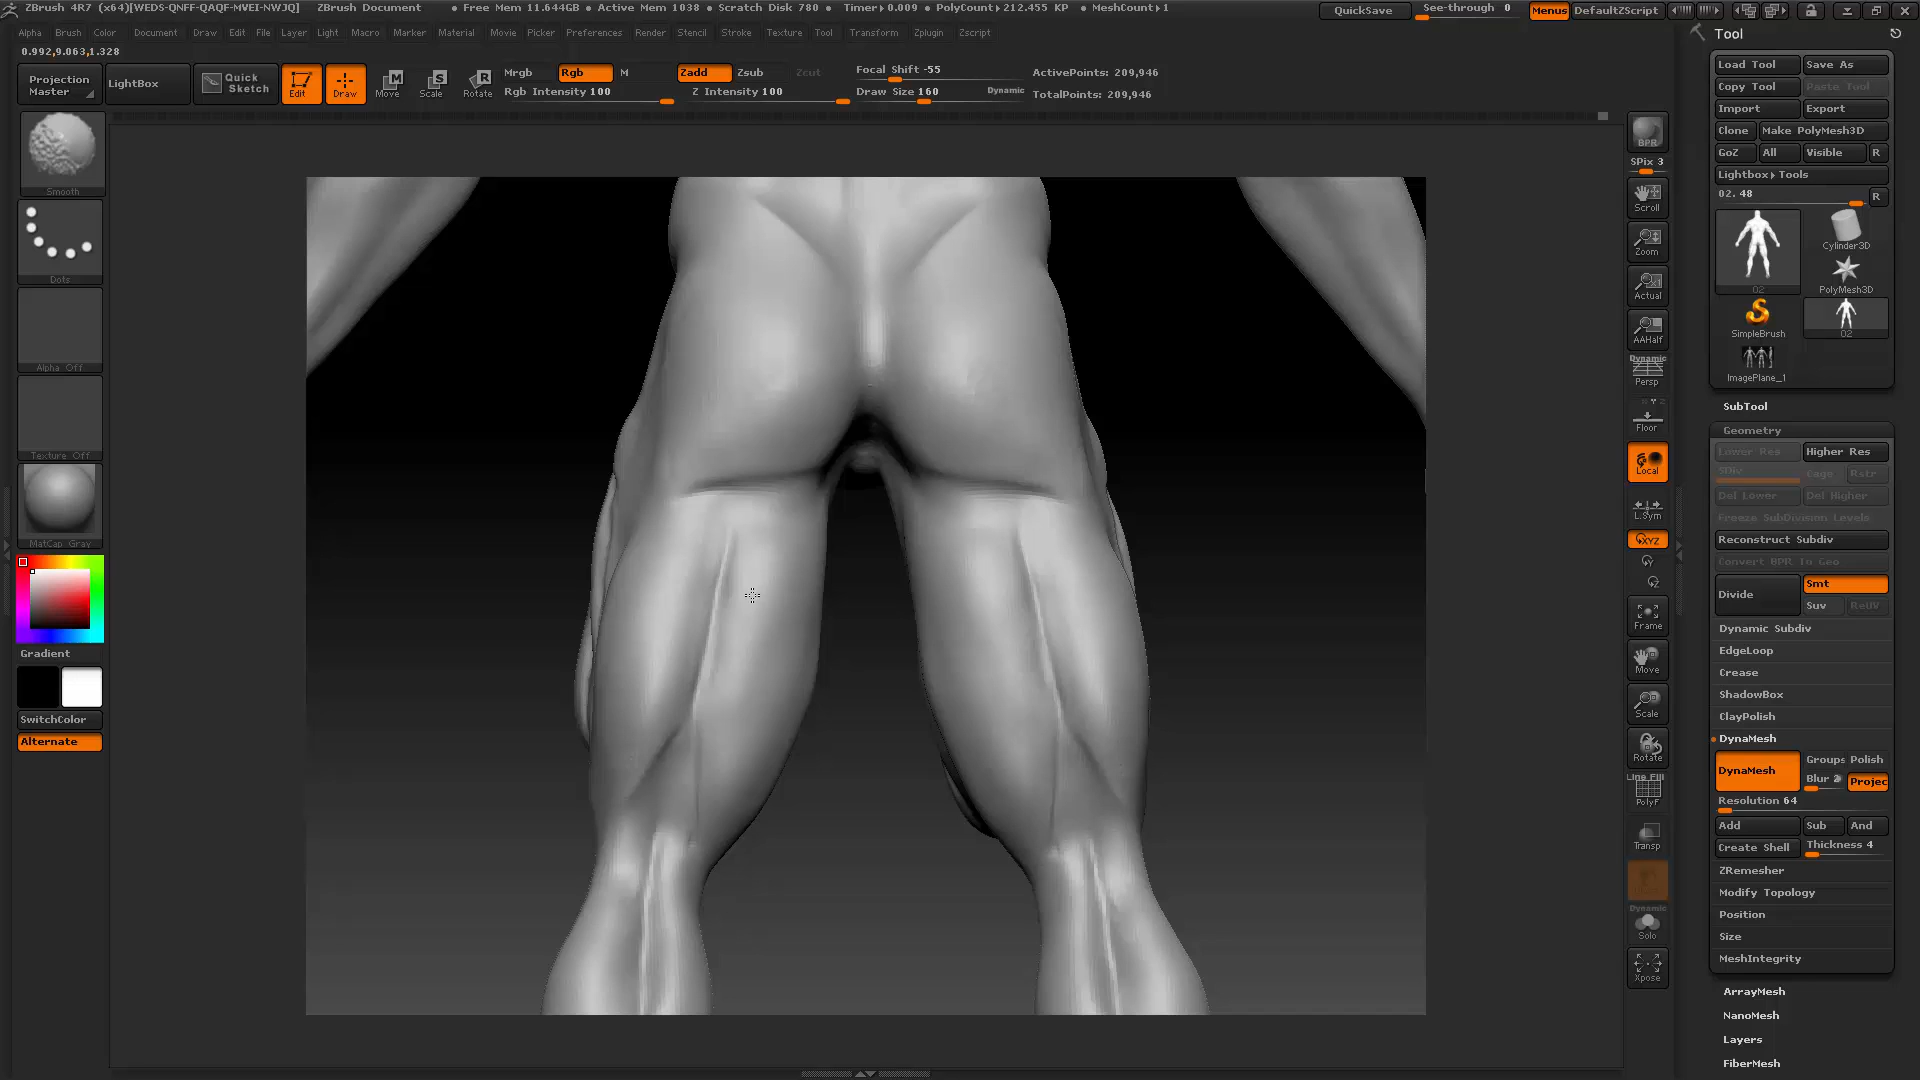 ZBrush 4R7 (x64)[WEDS-QNFF-QAQF-MVEI-NWJQ] ZBrush Document • Free Mem 11.644GB • Active Mem 1038 • Scratch Disk 780 • Timer▸0.009 • PolyCount▸212.455 KP • MeshCount▸1 QuickSave See-through 0 Menus DefaultZScript
Alpha Brush Color Document Draw Edit File Layer Light Macro Marker Material Movie Picker Preferences Render Stencil Stroke Texture Tool Transform Zplugin Zscript
0.992,9.063,1.328
Projection Master
LightBox
Quick Sketch
Edit
Draw
Move
Scale
Rotate
Mrgb Rgb M
Rgb Intensity 100
Zadd Zsub Zcut
Z Intensity 100
Focal Shift -55
Draw Size 160 Dynamic
ActivePoints: 209,946
TotalPoints: 209,946
Smooth
Dots
Alpha Off
Texture Off
MatCap Gray
Gradient
SwitchColor
Alternate
BPR
SPix 3
Scroll
Zoom
Actual
AAHalf
Dynamic
Persp
Floor
Local
L.Sym
XYZ
Frame
Move
Scale
Rotate
Line Fill
PolyF
Transp
Dynamic
Solo
Xpose
Tool
Load Tool Save As
Copy Tool Paste Tool
Import Export
Clone Make PolyMesh3D
GoZ All Visible R
Lightbox▸Tools
02. 48 R
02
Cylinder3D
PolyMesh3D
SimpleBrush
02
ImagePlane_1
SubTool
Geometry
Lower Res Higher Res
SDiv Cage Rstr
Del Lower Del Higher
Freeze SubDivision Levels
Reconstruct Subdiv
Convert BPR To Geo
Divide Smt
Suv ReUV
Dynamic Subdiv
EdgeLoop
Crease
ShadowBox
ClayPolish
DynaMesh
DynaMesh Groups Polish
Blur 2 Projec
Resolution 64
Add Sub And
Create Shell Thickness 4
ZRemesher
Modify Topology
Position
Size
MeshIntegrity
ArrayMesh
NanoMesh
Layers
FiberMesh